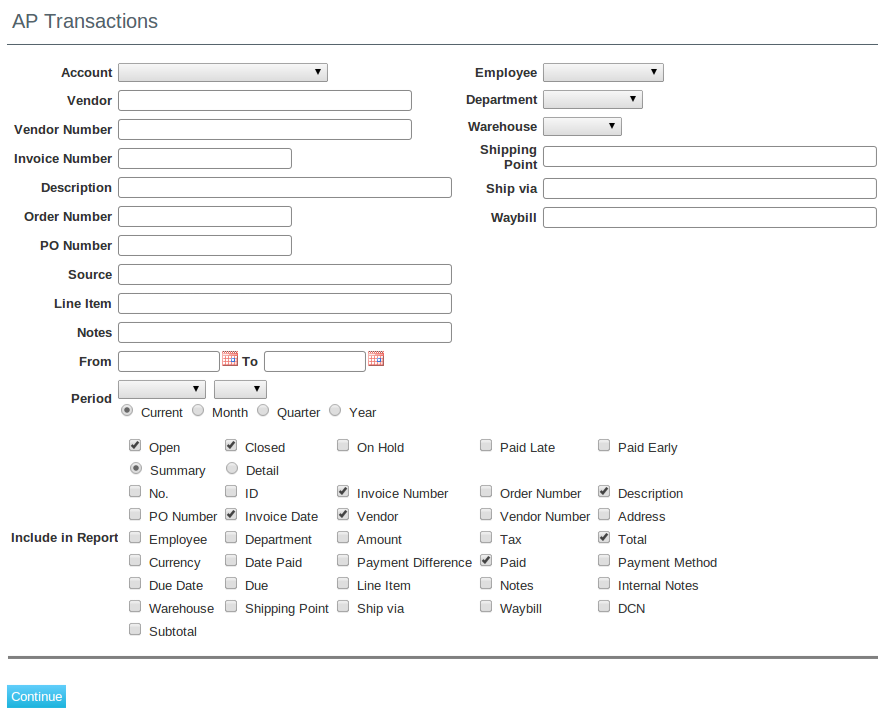 AP Transactions
Account
Employee
Vendor
Department
Vendor Number
Warehouse
Invoice Number
Shipping
Point
Description
Ship via
Order Number
Waybill
PO Number
Source
Line Item
Notes
From To
Period
Current Month Quarter Year
Open Closed On Hold Paid Late Paid Early
Summary Detail
No. ID Invoice Number Order Number Description
PO Number Invoice Date Vendor Vendor Number Address
Include in Report Employee Department Amount Tax Total
Currency Date Paid Payment Difference Paid Payment Method
Due Date Due Line Item Notes Internal Notes
Warehouse Shipping Point Ship via Waybill DCN
Subtotal
Continue